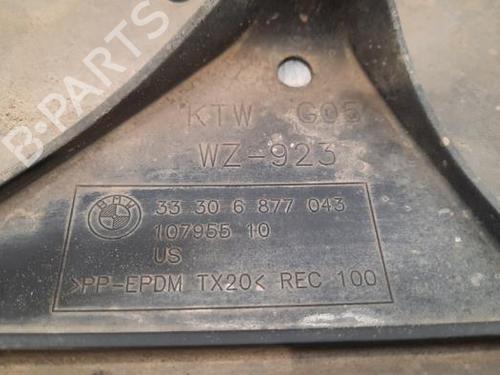 B-PARTS
KTW G05
WZ-923
BMW
33 30 6 877 043
107955 10
US
>PP-EPDM TX20< REC 100